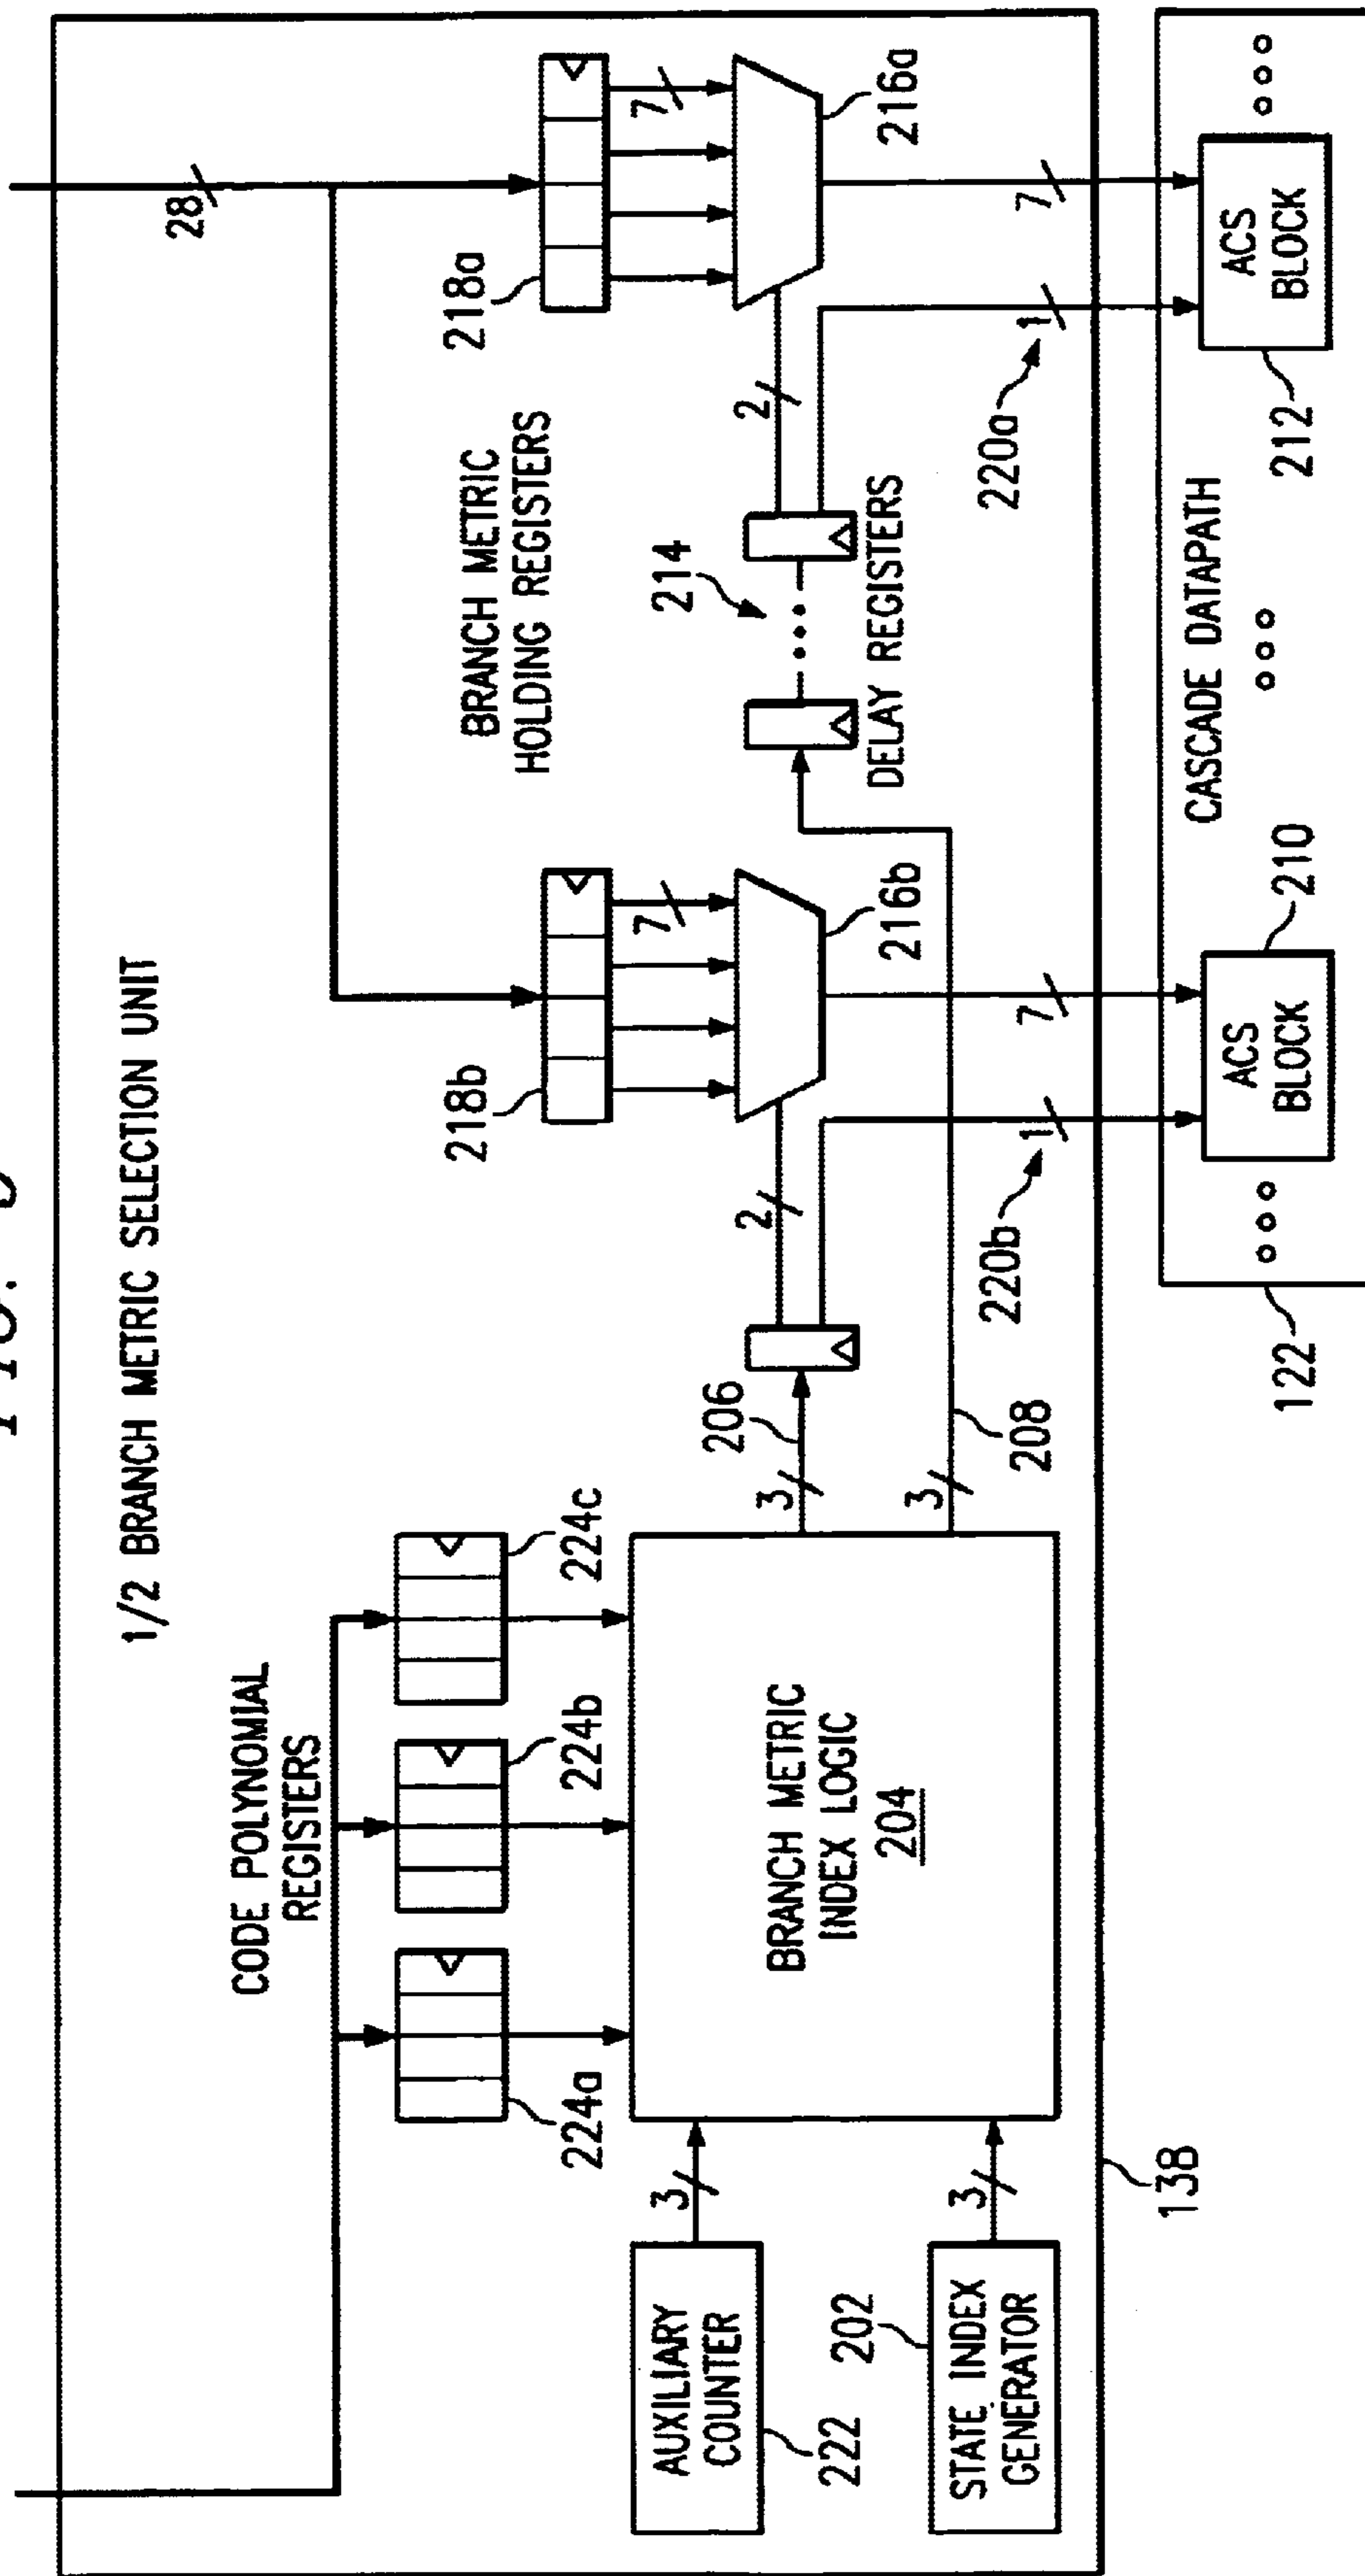 1/2 BRANCH METRIC SELECTION UNIT
28
CODE POLYNOMIAL
REGISTERS
224a
224b
224c
218b
218a
BRANCH METRIC
HOLDING REGISTERS
7
7
216b
216a
AUXILIARY
COUNTER
222
3
STATE INDEX
GENERATOR
202
3
BRANCH METRIC
INDEX LOGIC
204
3
206
3
208
2
2
214
DELAY REGISTERS
220b
1
7
220a
1
7
138
CASCADE DATAPATH
122
ACS
BLOCK
210
ACS
BLOCK
212